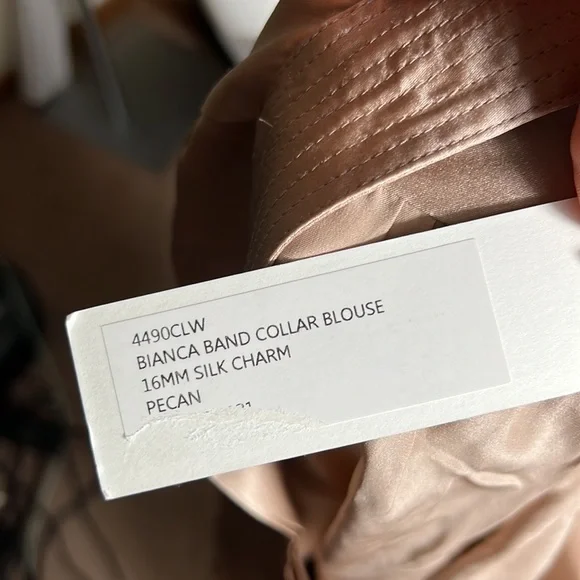 4490CLW
BIANCA BAND COLLAR BLOUSE
16MM SILK CHARM
PECAN